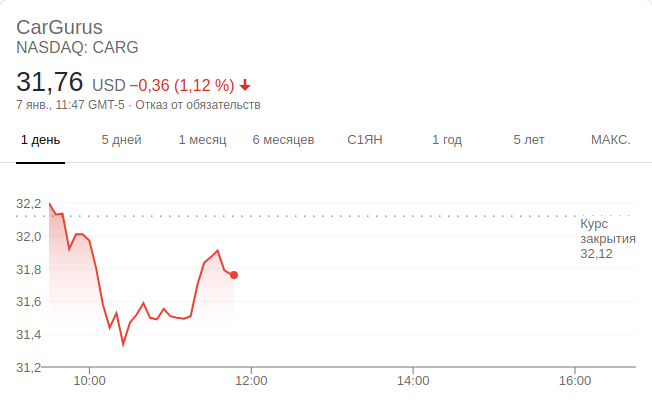 CarGurus
NASDAQ: CARG
31,76 USD −0,36 (1,12 %)
7 янв., 11:47 GMT-5 · Отказ от обязательств
1 день 5 дней 1 месяц 6 месяцев С1ЯН 1 год 5 лет МАКС.
32,2
32,0
31,8
31,6
31,4
31,2
Курс
закрытия
32,12
10:00 12:00 14:00 16:00